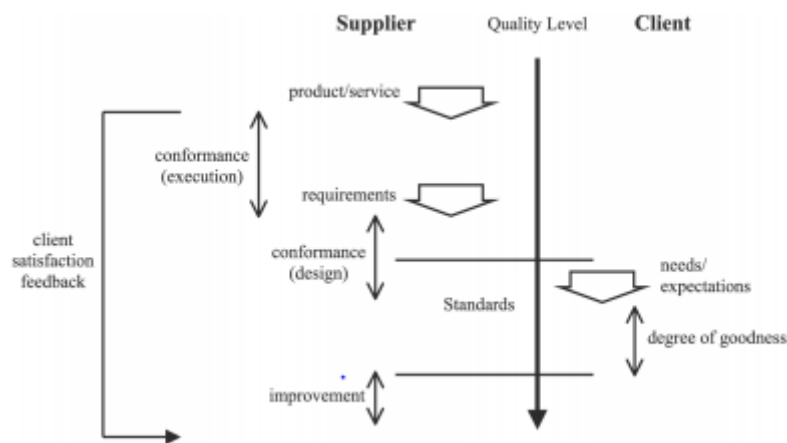 Supplier
Quality Level
Client
product/service
conformance
(execution)
requirements
client
satisfaction
feedback
conformance
(design)
needs/
expectations
Standards
degree of goodness
improvement